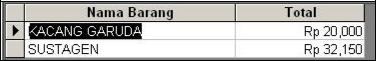 Nama Barang Total
KACANG GARUDA Rp 20,000
SUSTAGEN Rp 32,150